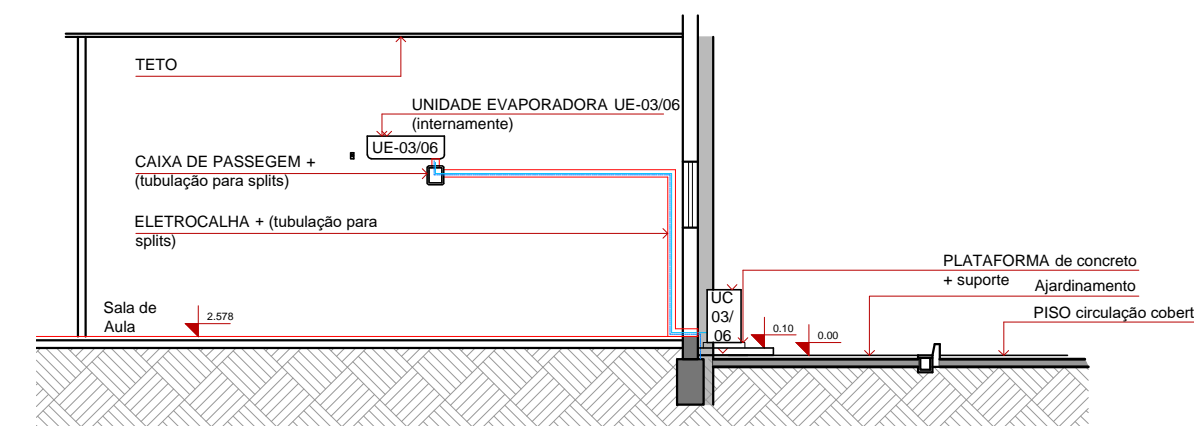 TETO
UNIDADE EVAPORADORA UE-03/06
(internamente)
UE-03/06
CAIXA DE PASSEGEM +
(tubulação para splits)
ELETROCALHA + (tubulação para
splits)
PLATAFORMA de concreto
+ suporte
Ajardinamento
UC
03/
06
Sala de
Aula
2.578
0.10
0.00
PISO circulação cobert